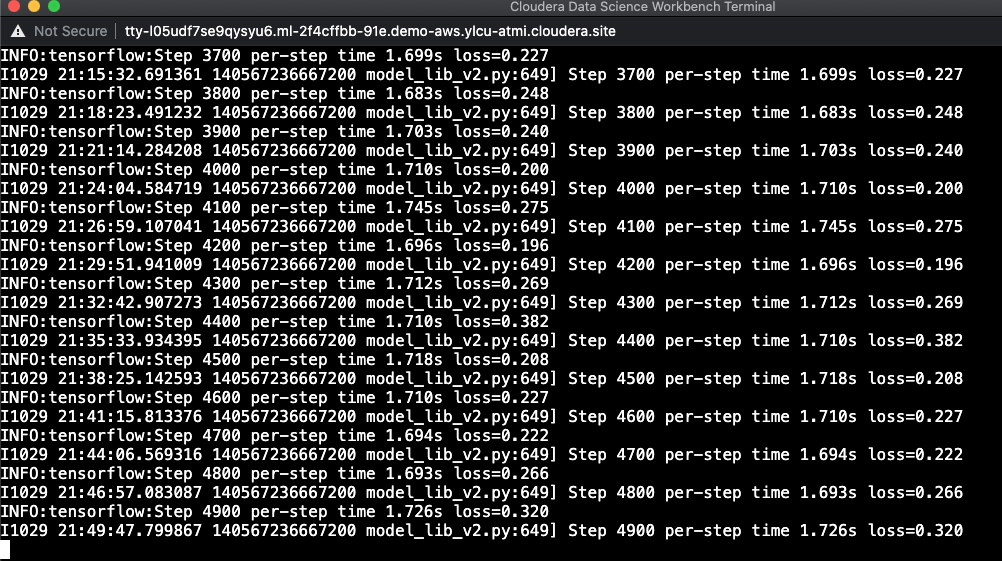 Cloudera Data Science Workbench Terminal
Not Secure tty-l05udf7se9qysyu6.ml-2f4cffbb-91e.demo-aws.ylcu-atmi.cloudera.site
INFO:tensorflow:Step 3700 per-step time 1.699s loss=0.227
I1029 21:15:32.691361 140567236667200 model_lib_v2.py:649] Step 3700 per-step time 1.699s loss=0.227
INFO:tensorflow:Step 3800 per-step time 1.683s loss=0.248
I1029 21:18:23.491232 140567236667200 model_lib_v2.py:649] Step 3800 per-step time 1.683s loss=0.248
INFO:tensorflow:Step 3900 per-step time 1.703s loss=0.240
I1029 21:21:14.284208 140567236667200 model_lib_v2.py:649] Step 3900 per-step time 1.703s loss=0.240
INFO:tensorflow:Step 4000 per-step time 1.710s loss=0.200
I1029 21:24:04.584719 140567236667200 model_lib_v2.py:649] Step 4000 per-step time 1.710s loss=0.200
INFO:tensorflow:Step 4100 per-step time 1.745s loss=0.275
I1029 21:26:59.107041 140567236667200 model_lib_v2.py:649] Step 4100 per-step time 1.745s loss=0.275
INFO:tensorflow:Step 4200 per-step time 1.696s loss=0.196
I1029 21:29:51.941009 140567236667200 model_lib_v2.py:649] Step 4200 per-step time 1.696s loss=0.196
INFO:tensorflow:Step 4300 per-step time 1.712s loss=0.269
I1029 21:32:42.907273 140567236667200 model_lib_v2.py:649] Step 4300 per-step time 1.712s loss=0.269
INFO:tensorflow:Step 4400 per-step time 1.710s loss=0.382
I1029 21:35:33.934395 140567236667200 model_lib_v2.py:649] Step 4400 per-step time 1.710s loss=0.382
INFO:tensorflow:Step 4500 per-step time 1.718s loss=0.208
I1029 21:38:25.142593 140567236667200 model_lib_v2.py:649] Step 4500 per-step time 1.718s loss=0.208
INFO:tensorflow:Step 4600 per-step time 1.710s loss=0.227
I1029 21:41:15.813376 140567236667200 model_lib_v2.py:649] Step 4600 per-step time 1.710s loss=0.227
INFO:tensorflow:Step 4700 per-step time 1.694s loss=0.222
I1029 21:44:06.569316 140567236667200 model_lib_v2.py:649] Step 4700 per-step time 1.694s loss=0.222
INFO:tensorflow:Step 4800 per-step time 1.693s loss=0.266
I1029 21:46:57.083087 140567236667200 model_lib_v2.py:649] Step 4800 per-step time 1.693s loss=0.266
INFO:tensorflow:Step 4900 per-step time 1.726s loss=0.320
I1029 21:49:47.799867 140567236667200 model_lib_v2.py:649] Step 4900 per-step time 1.726s loss=0.320